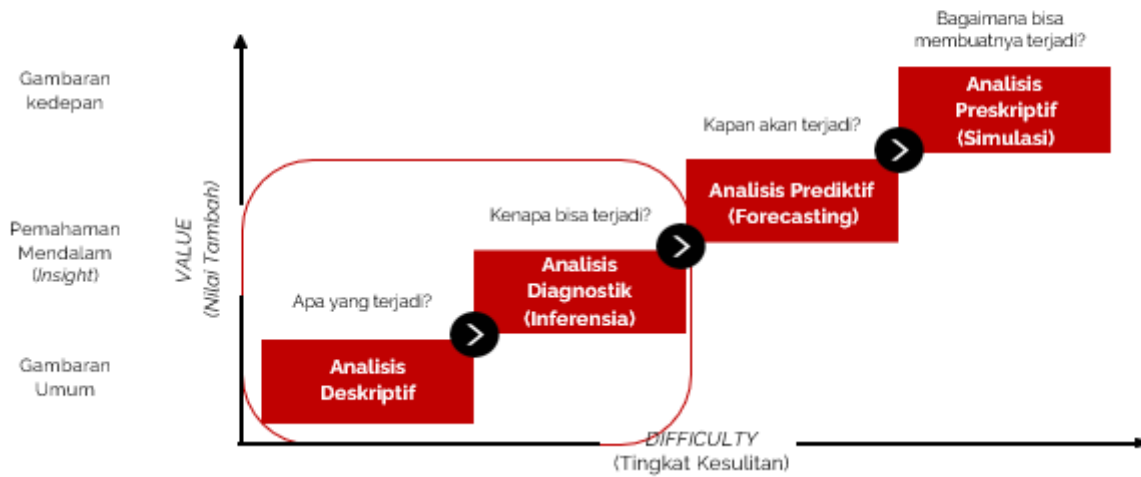 Bagaimana bisa
membuatnya terjadi?
Gambaran
kedepan
Analisis
Preskriptif
(Simulasi)
Kapan akan terjadi?
Analisis Prediktif
(Forecasting)
Kenapa bisa terjadi?
Pemahaman
Mendalam
(Insight)
VALUE
(Nilai Tambah)
Analisis
Diagnostik
(Inferensia)
Apa yang terjadi?
Gambaran
Umum
Analisis
Deskriptif
DIFFICULTY
(Tingkat Kesulitan)